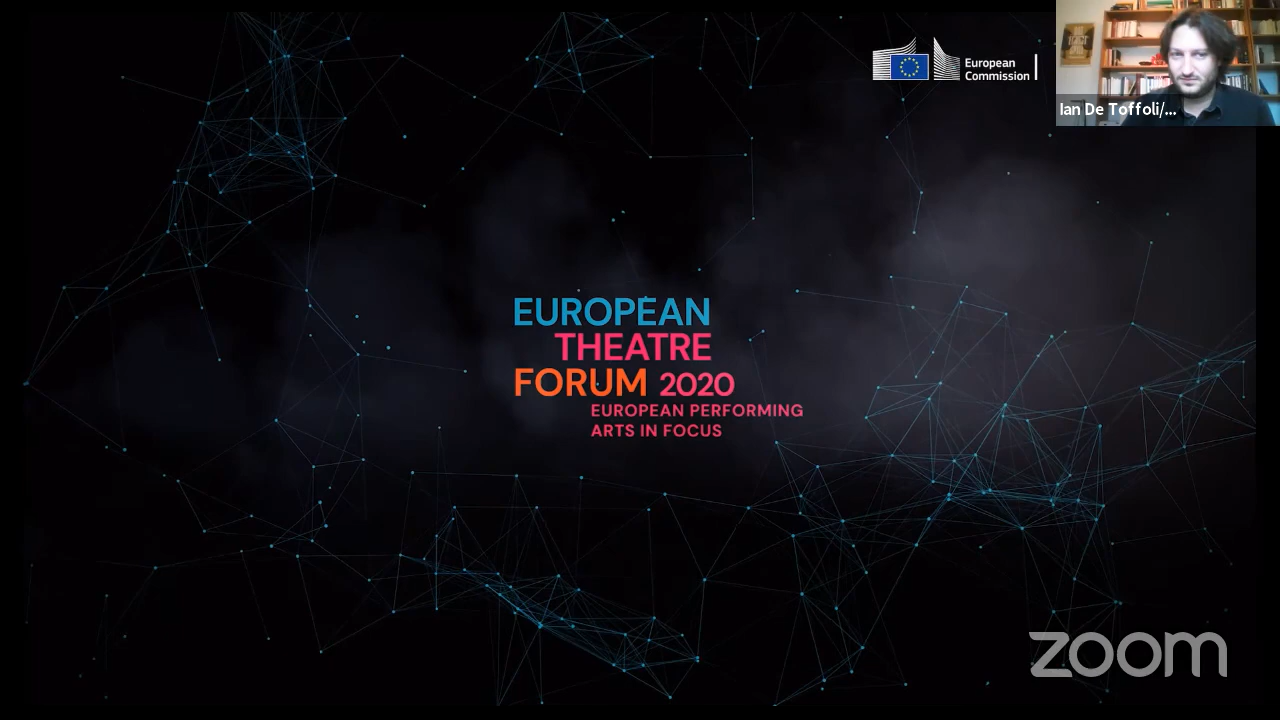 European
Commission
Ian De Toffoli/...
EUROPEAN
THEATRE
FORUM 2020
EUROPEAN PERFORMING
ARTS IN FOCUS
zoom